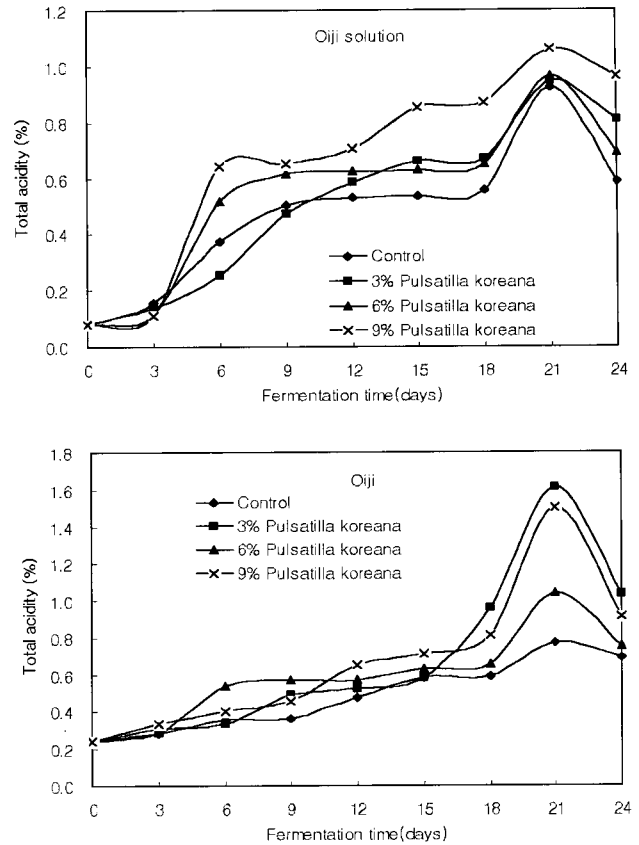 Oiji solution
Total acidity (%)
1.2
1.0
0.8
0.6
0.4
0.2
0.0
Control
3% Pulsatilla koreana
6% Pulsatilla koreana
9% Pulsatilla koreana
0 3 6 9 12 15 18 21 24
Fermentation time(days)
Oiji
Total acidity (%)
1.8
1.6
1.4
1.2
1.0
0.8
0.6
0.4
0.2
0.0
Control
3% Pulsatilla koreana
6% Pulsatilla koreana
9% Pulsatilla koreana
0 3 6 9 12 15 18 21 24
Fermentation time(days)